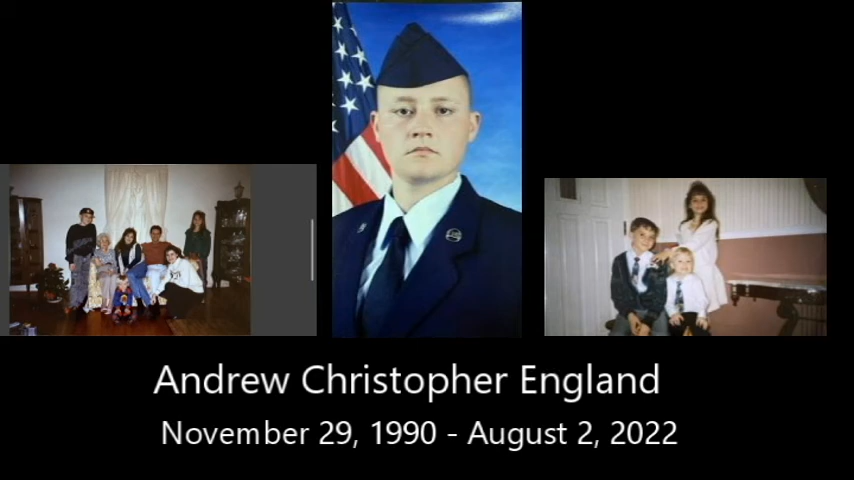 Andrew Christopher England
November 29, 1990 - August 2, 2022